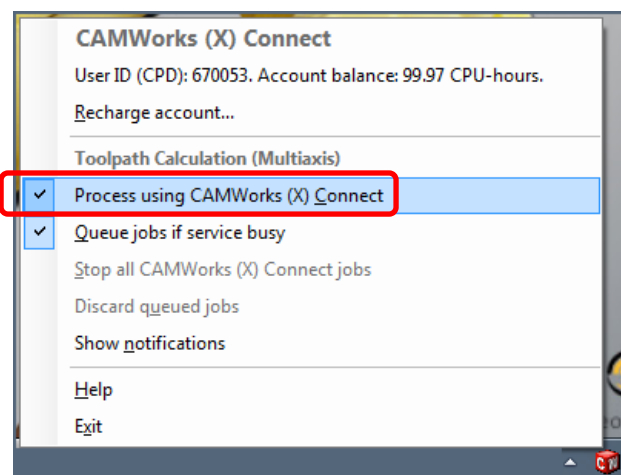 CAMWorks (X) Connect
User ID (CPD): 670053. Account balance: 99.97 CPU-hours.
Recharge account...
Toolpath Calculation (Multiaxis)
Process using CAMWorks (X) Connect
Queue jobs if service busy
Stop all CAMWorks (X) Connect jobs
Discard queued jobs
Show notifications
Help
Exit